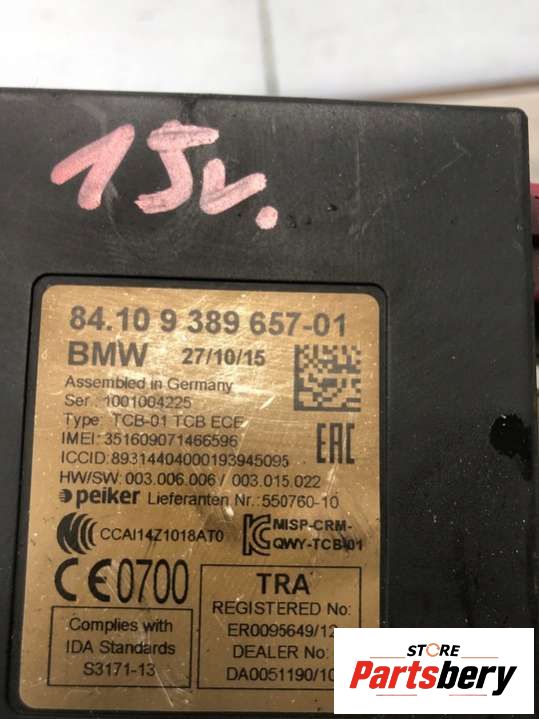 15v.
84.10 9 389 657-01
BMW 27/10/15
Assembled in Germany
Ser .:1001004225
Type: TCB-01 TCB ECE
IMEI: 351609071466596
ICCID: 89314404000193945095
EAC
HW/SW: 003.006.006 / 003.015.022
peiker Lieferanten Nr.: 550760-10
CCAI14Z1018AT0
MSIP-CRM-
QWY-TCB-01
CE0700
Complies with
IDA Standards
S3171-13
TRA
REGISTERED No:
ER0095649/12
DEALER No:
DA0051190/10
STORE
Partsbery